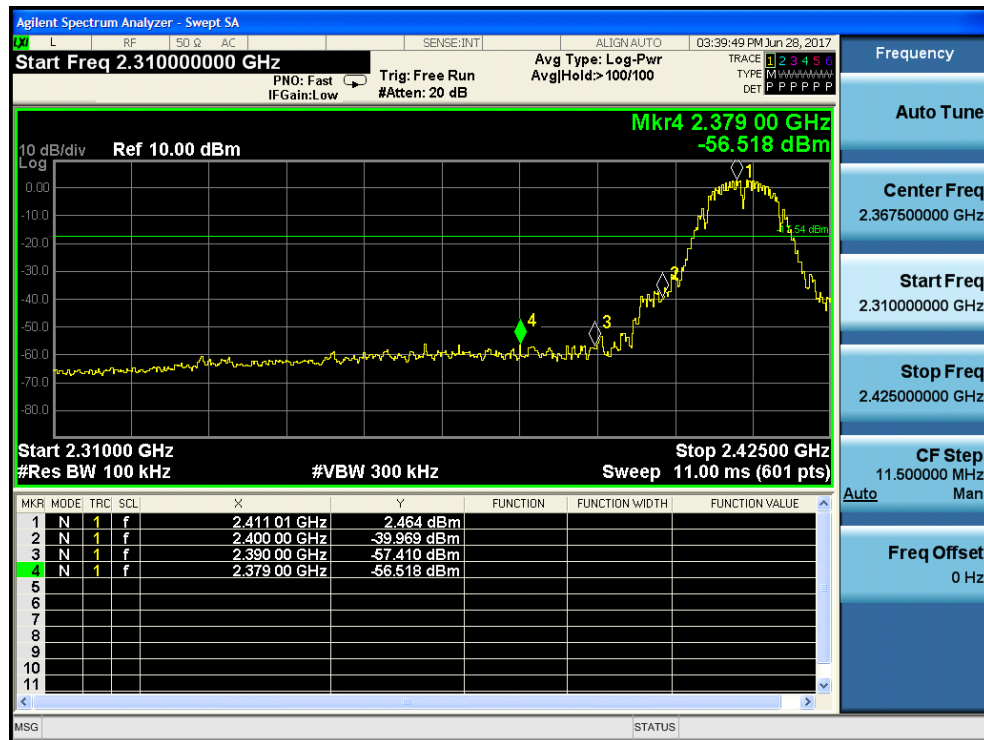 Agilent Spectrum Analyzer - Swept SA
LXI L RF 50 Ω AC SENSE:INT ALIGNAUTO 03:39:49 PM Jun 28, 2017
Start Freq 2.310000000 GHz
PNO: Fast
IFGain:Low
Trig: Free Run
#Atten: 20 dB
Avg Type: Log-Pwr
Avg|Hold:>100/100
TRACE 1 2 3 4 5 6
TYPE M
DET P P P P P P
Mkr4 2.379 00 GHz
-56.518 dBm
10 dB/div Ref 10.00 dBm
Log
0.00
-10.0
-20.0
-30.0
-40.0
-50.0
-60.0
-70.0
-80.0
1
2
3
4
Start 2.31000 GHz Stop 2.42500 GHz
#Res BW 100 kHz #VBW 300 kHz Sweep 11.00 ms (601 pts)
MKR MODE TRC SCL X Y FUNCTION FUNCTION WIDTH FUNCTION VALUE
1 N 1 f 2.411 01 GHz 2.464 dBm
2 N 1 f 2.400 00 GHz -39.969 dBm
3 N 1 f 2.390 00 GHz -57.410 dBm
4 N 1 f 2.379 00 GHz -56.518 dBm
5
6
7
8
9
10
11
MSG STATUS
Frequency
Auto Tune
Center Freq
2.367500000 GHz
Start Freq
2.310000000 GHz
Stop Freq
2.425000000 GHz
CF Step
11.500000 MHz
Auto Man
Freq Offset
0 Hz